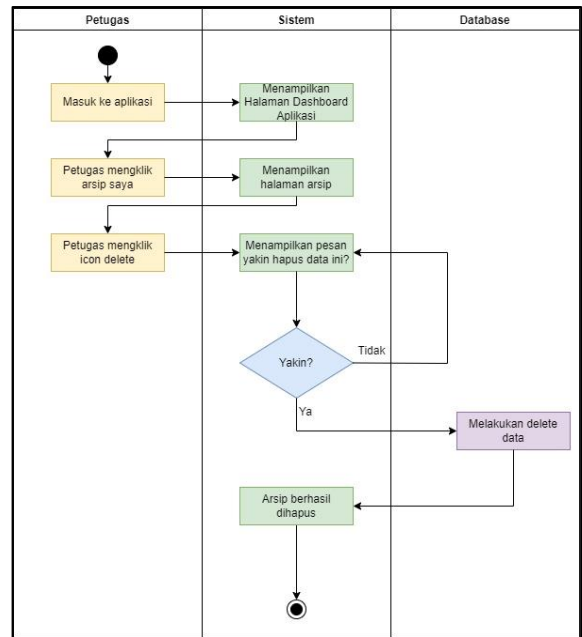 Petugas
Sistem
Database
Masuk ke aplikasi
Menampilkan
Halaman Dashboard
Aplikasi
Petugas mengklik
arsip saya
Menampilkan
halaman arsip
Petugas mengklik
icon delete
Menampilkan pesan
yakin hapus data ini?
Yakin?
Tidak
Ya
Melakukan delete
data
Arsip berhasil
dihapus